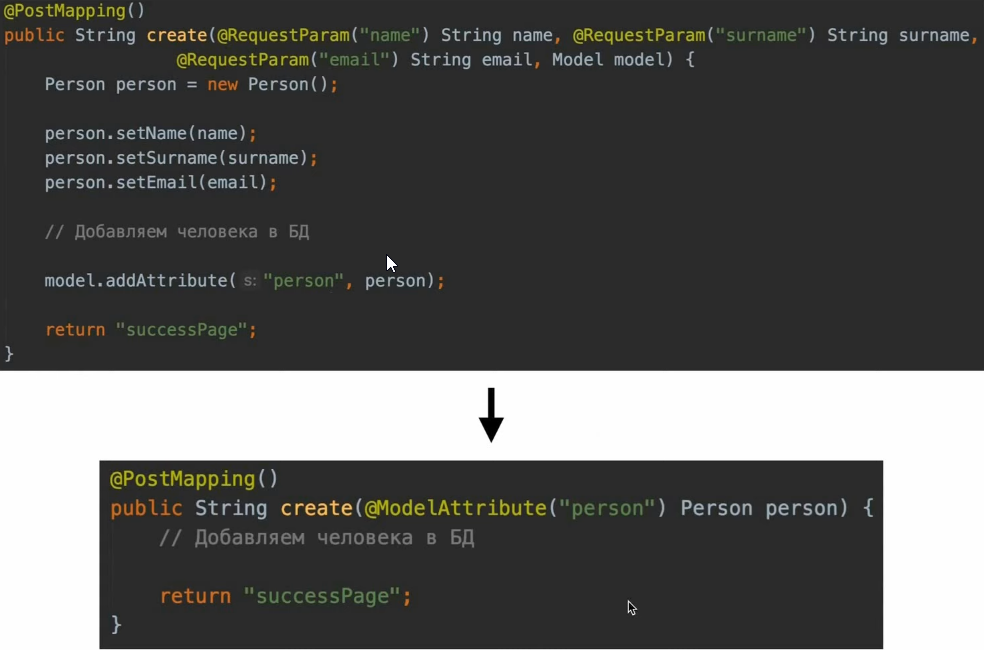 @PostMapping()
public String create(@RequestParam("name") String name, @RequestParam("surname") String surname,
@RequestParam("email") String email, Model model) {
Person person = new Person();
person.setName(name);
person.setSurname(surname);
person.setEmail(email);
// Добавляем человека в БД
model.addAttribute( s: "person", person);
return "successPage";
}
@PostMapping()
public String create(@ModelAttribute("person") Person person) {
// Добавляем человека в БД
return "successPage";
}